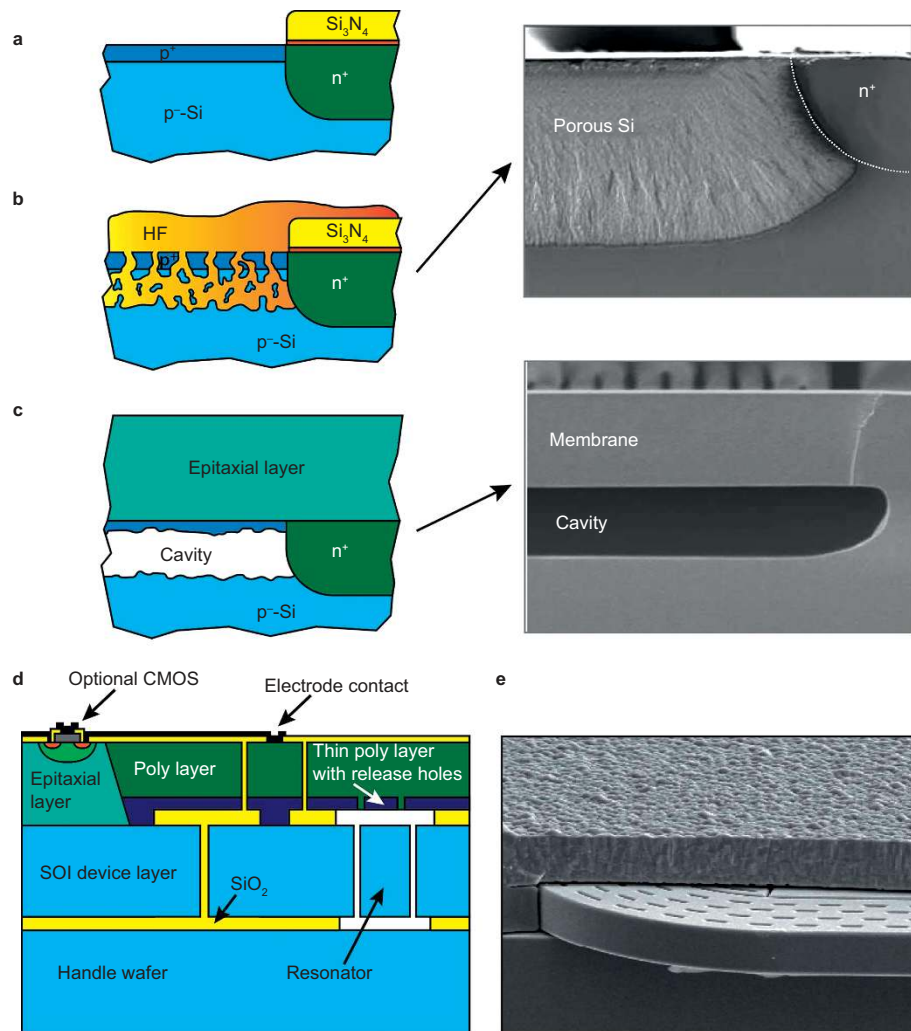 a
Si₃N₄
p⁺
n⁺
p⁻-Si
Porous Si
n⁺
b
HF
Si₃N₄
p⁺
n⁺
p⁻-Si
c
Epitaxial layer
Cavity
n⁺
p⁻-Si
Membrane
Cavity
d
Optional CMOS
Electrode contact
Epitaxial
layer
Poly layer
Thin poly layer
with release holes
SOI device layer
SiO₂
Handle wafer
Resonator
e